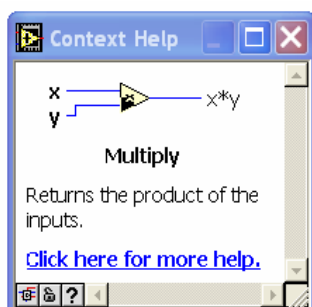 Context Help
x
x*y
y
Multiply
Returns the product of the
inputs.
Click here for more help.
?